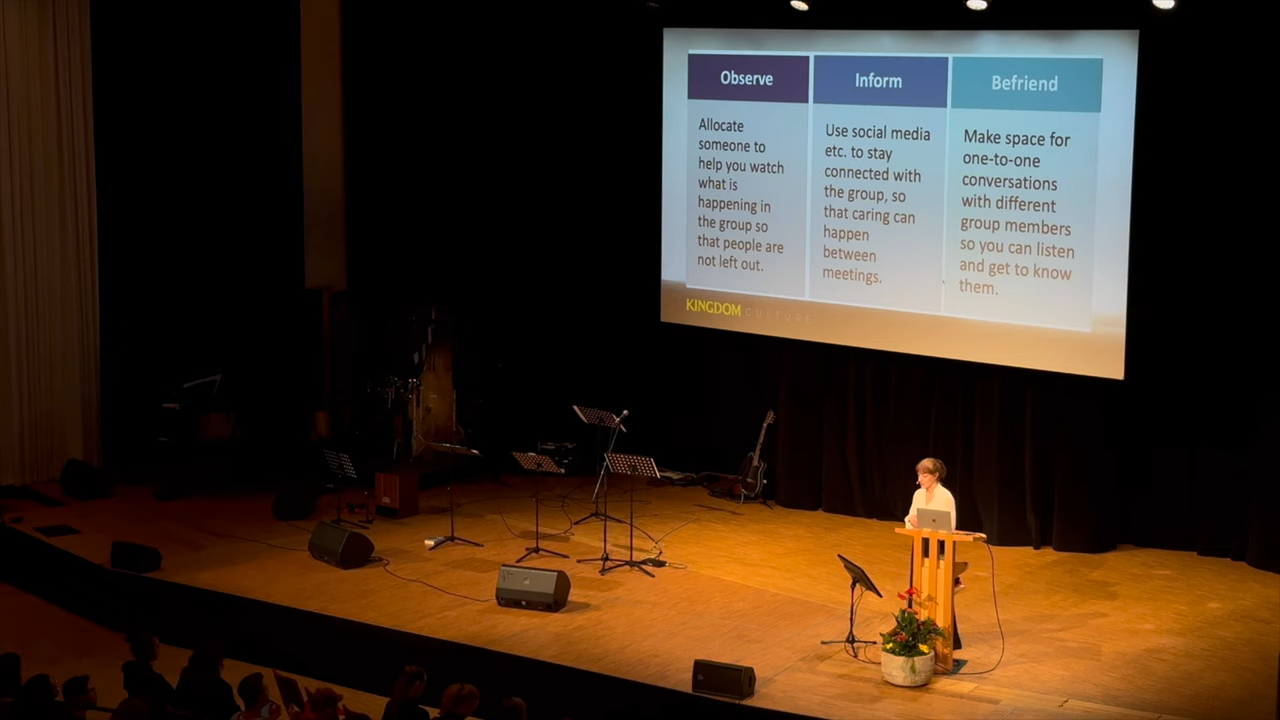 Observe
Allocate
someone to
help you watch
what is
happening in
the group so
that people are
not left out.
Inform
Use social media
etc. to stay
connected with
the group, so
that caring can
happen
between
meetings.
Befriend
Make space for
one-to-one
conversations
with different
group members
so you can listen
and get to know
them.
KINGDOM CULTURE